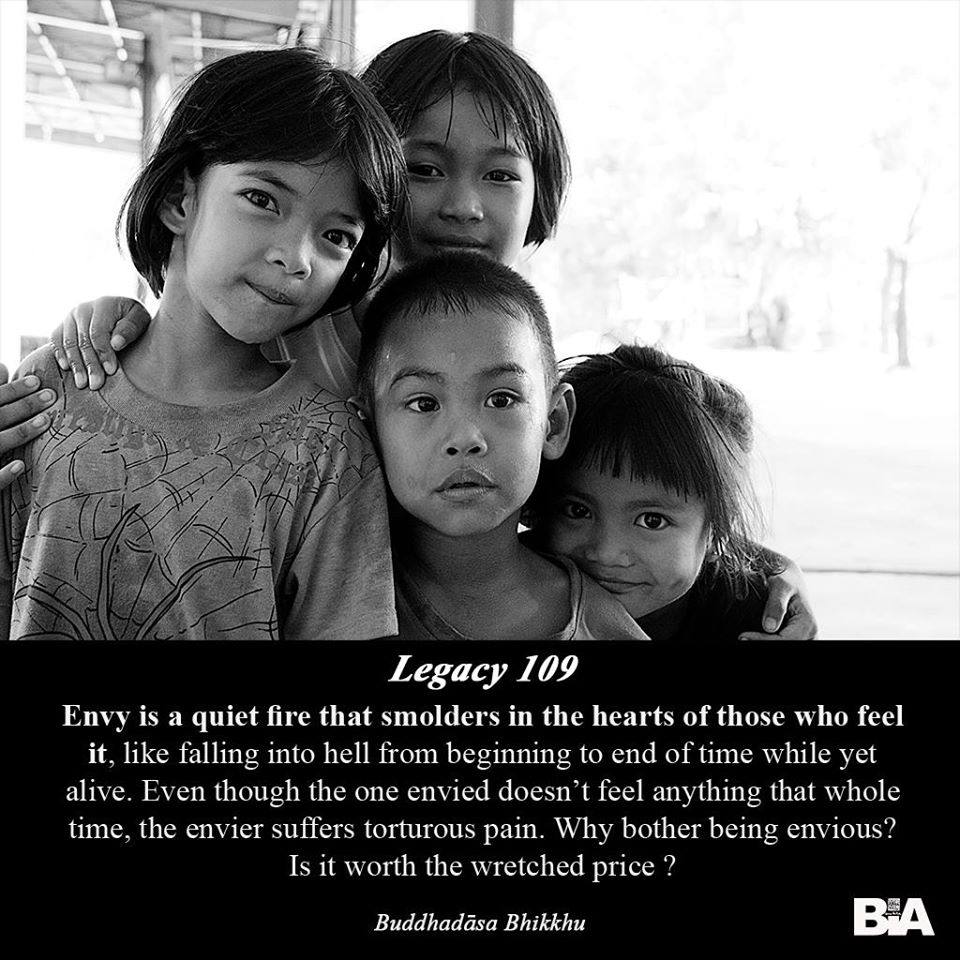 Legacy 109
Envy is a quiet fire that smolders in the hearts of those who feel
it, like falling into hell from beginning to end of time while yet
alive. Even though the one envied doesn’t feel anything that whole
time, the envier suffers torturous pain. Why bother being envious?
Is it worth the wretched price ?
Buddhadāsa Bhikkhu
BIA